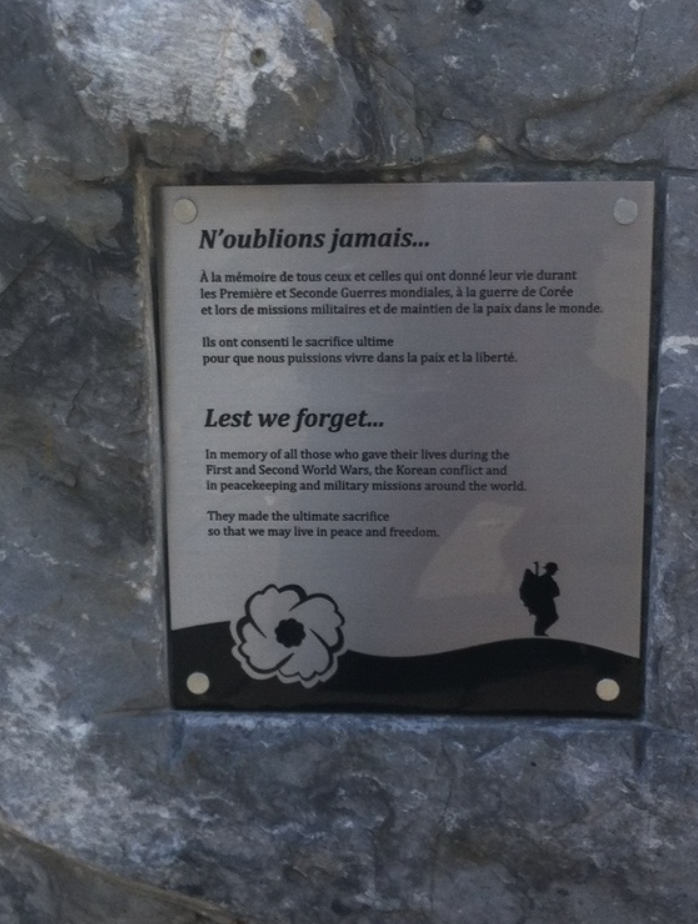 N'oublions jamais...
À la mémoire de tous ceux et celles qui ont donné leur vie durant
les Première et Seconde Guerres mondiales, à la guerre de Corée
et lors de missions militaires et de maintien de la paix dans le monde.
Ils ont consenti le sacrifice ultime
pour que nous puissions vivre dans la paix et la liberté.
Lest we forget...
In memory of all those who gave their lives during the
First and Second World Wars, the Korean conflict and
in peacekeeping and military missions around the world.
They made the ultimate sacrifice
so that we may live in peace and freedom.